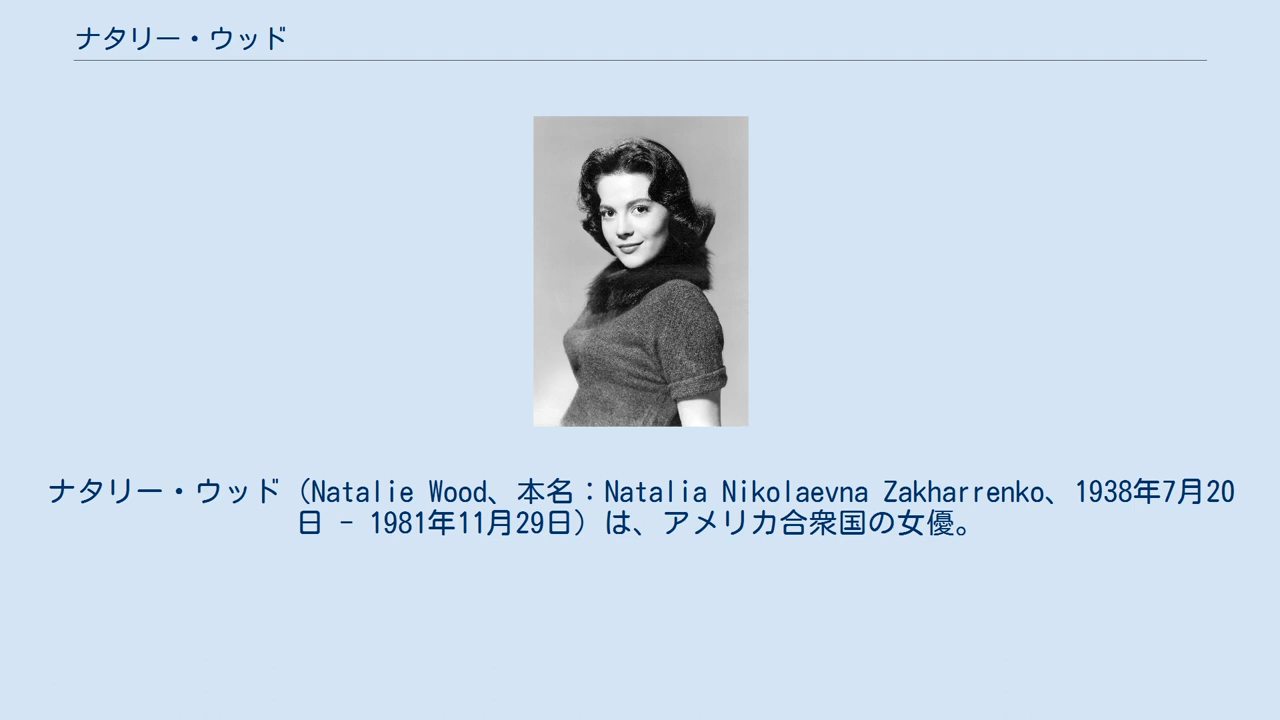 ナタリー・ウッド
ナタリー・ウッド（Natalie Wood、本名：Natalia Nikolaevna Zakharrenko、1938年7月20
日 - 1981年11月29日）は、アメリカ合衆国の女優。